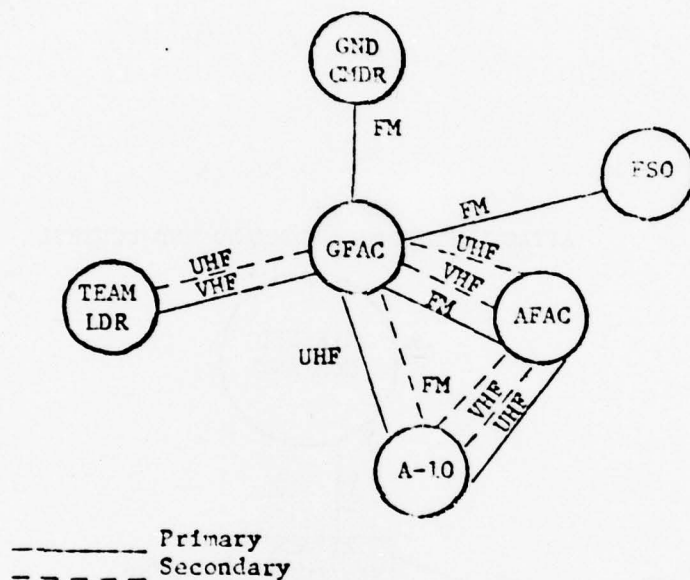 GND
CMDR
FM
FSO
FM
GFAC
UHF
VHF
FM
UHF
VHF
TEAM
LDR
AFAC
UHF
FM
VHF
UHF
A-10
Primary
Secondary